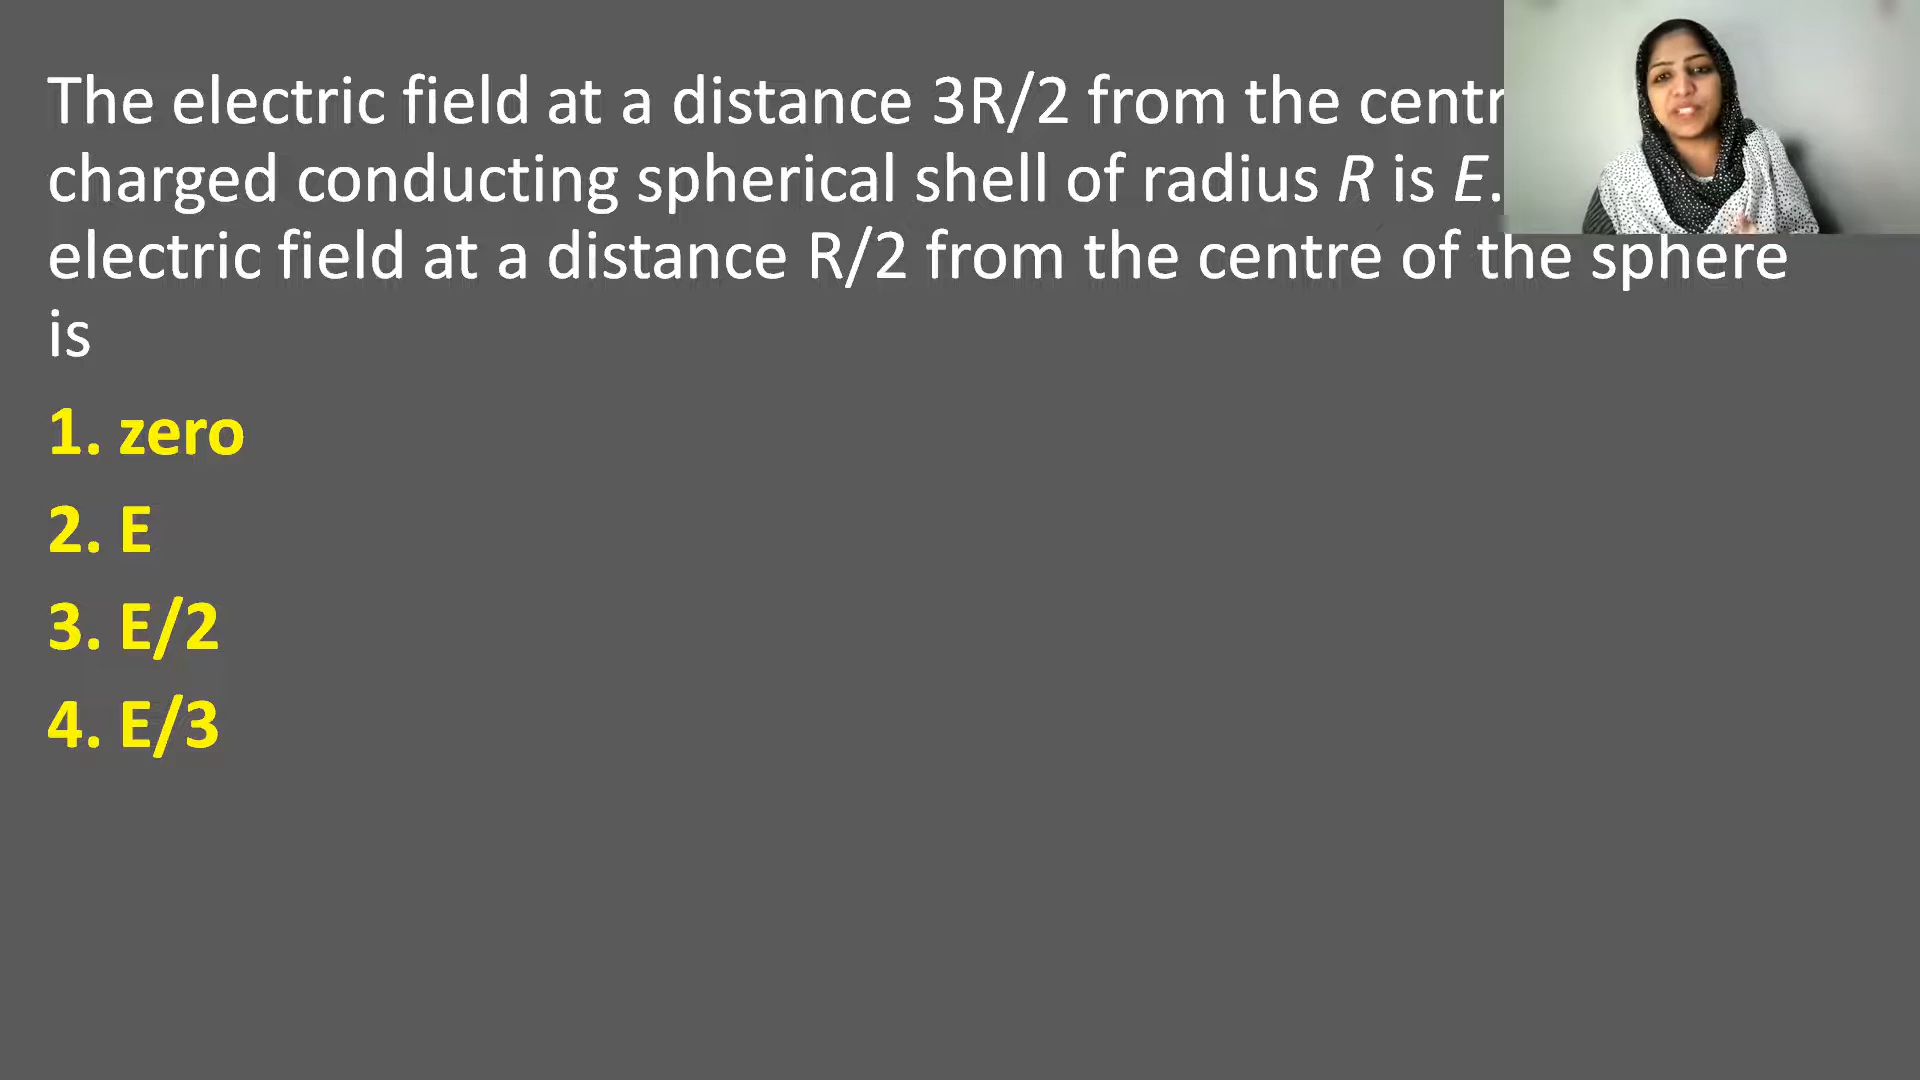 The electric field at a distance 3R/2 from the
charged conducting spherical shell of radius R is E.
electric field at a distance R/2 from the centre of the sphere
is
1. zero
2. E
3. E/2
4. E/3